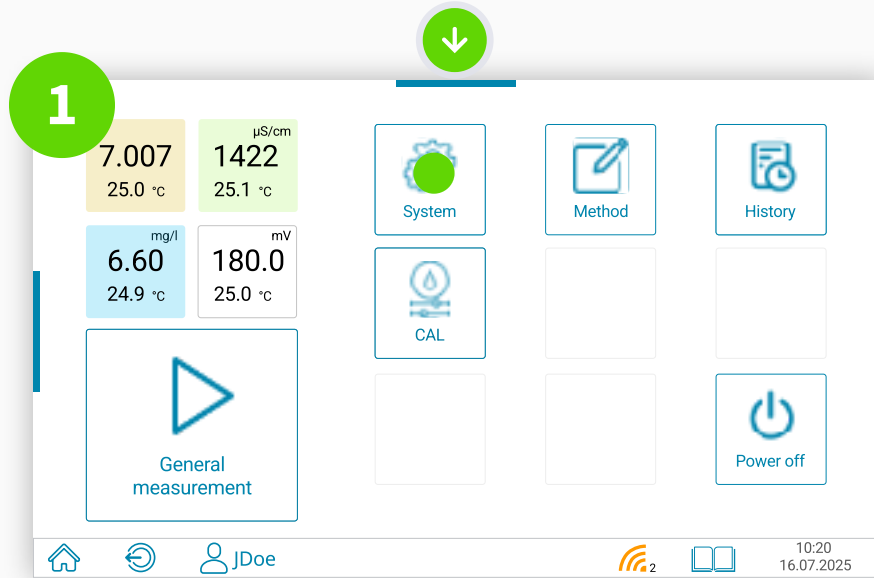 1
7.007
25.0 °C
µS/cm
1422
25.1 °C
mg/l
6.60
24.9 °C
mV
180.0
25.0 °C
General
measurement
System
Method
History
CAL
Power off
JDoe
2
10:20
16.07.2025